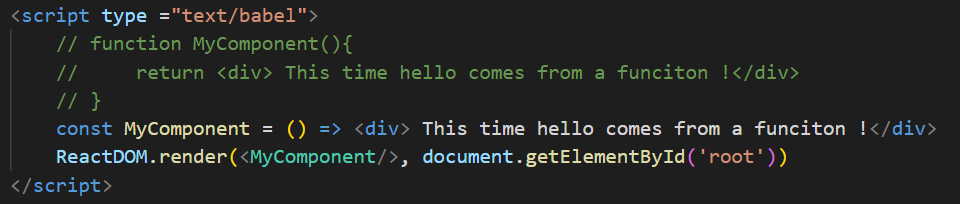 <script type ="text/babel">
// function MyComponent(){
//     return <div> This time hello comes from a funciton !</div>
// }
const MyComponent = () => <div> This time hello comes from a funciton !</div>
ReactDOM.render(<MyComponent/>, document.getElementById('root'))
</script>